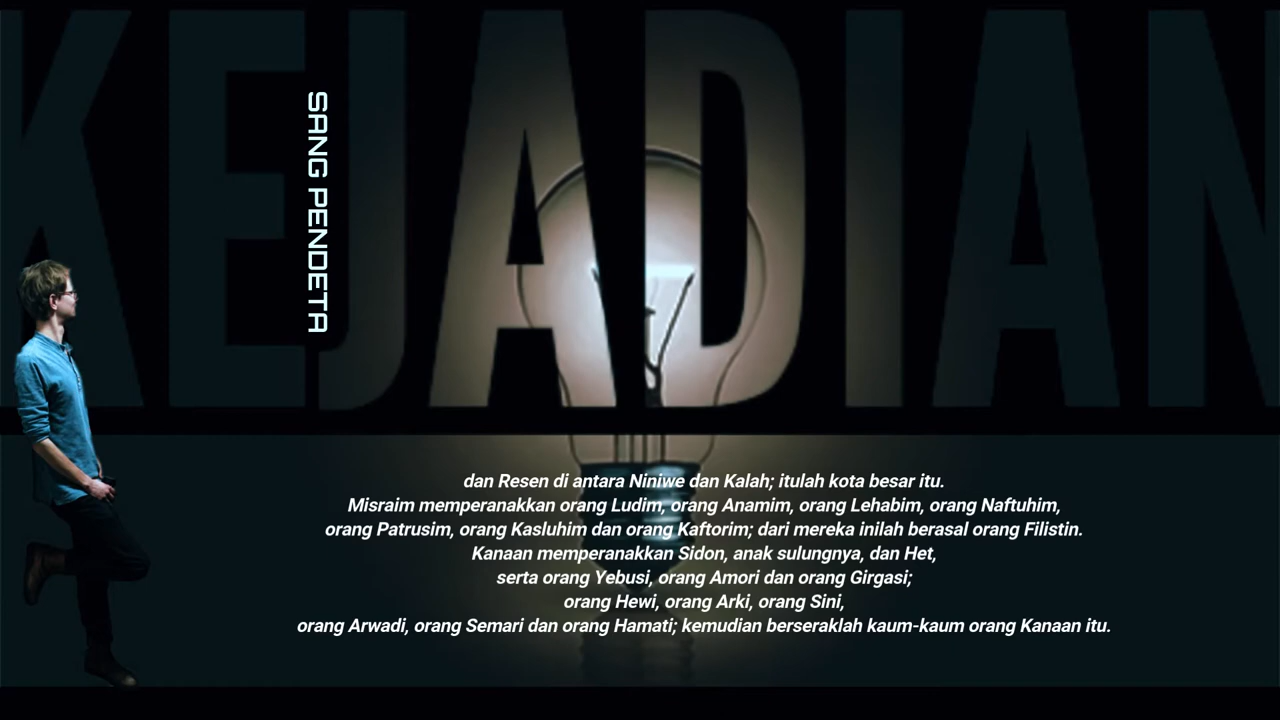 KEJADIAN
SANG PENDETA
dan Resen di antara Niniwe dan Kalah; itulah kota besar itu.
Misraim memperanakkan orang Ludim, orang Anamim, orang Lehabim, orang Naftuhim,
orang Patrusim, orang Kasluhim dan orang Kaftorim; dari mereka inilah berasal orang Filistin.
Kanaan memperanakkan Sidon, anak sulungnya, dan Het,
serta orang Yebusi, orang Amori dan orang Girgasi;
orang Hewi, orang Arki, orang Sini,
orang Arwadi, orang Semari dan orang Hamati; kemudian berseraklah kaum-kaum orang Kanaan itu.